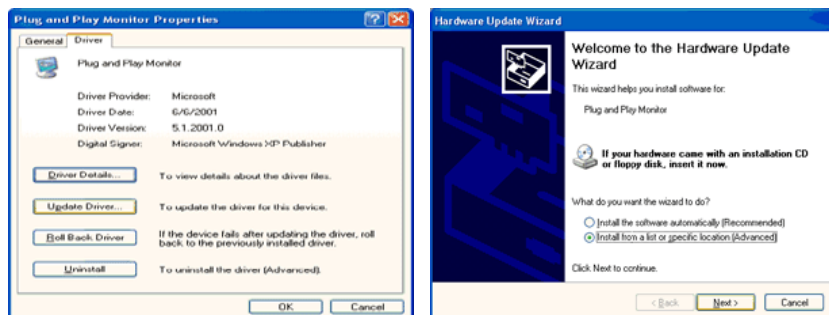 Plug and Play Monitor Properties
General
Driver
Plug and Play Monitor
Driver Provider: Microsoft
Driver Date: 6/6/2001
Driver Version: 5.1.2001.0
Digital Signer: Microsoft Windows XP Publisher
Driver Details... To view details about the driver files.
Update Driver... To update the driver for this device.
Roll Back Driver If the device fails after updating the driver, roll
back to the previously installed driver.
Uninstall To uninstall the driver (Advanced).
OK Cancel
Hardware Update Wizard
Welcome to the Hardware Update
Wizard
This wizard helps you install software for:
Plug and Play Monitor
If your hardware came with an installation CD
or floppy disk, insert it now.
What do you want the wizard to do?
Install the software automatically (Recommended)
Install from a list or specific location (Advanced)
Click Next to continue.
< Back Next > Cancel